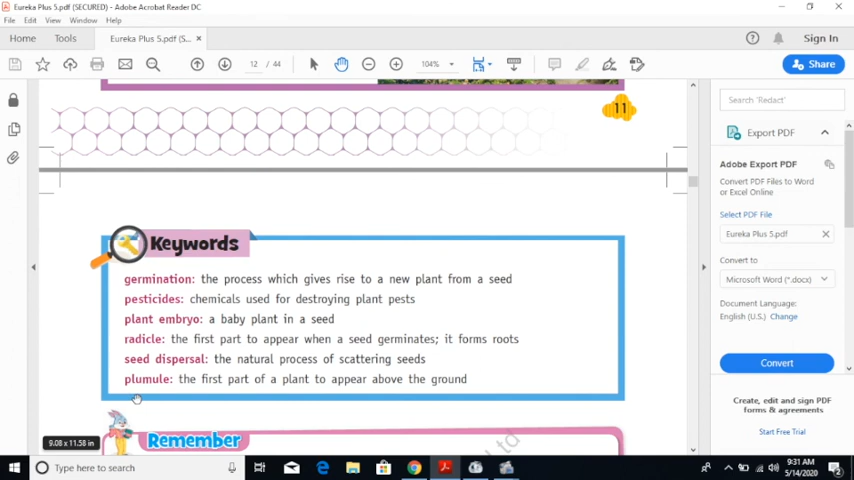 Eureka Plus 5.pdf (SECURED) - Adobe Acrobat Reader DC
File Edit View Window Help
Home Tools Eureka Plus 5.pdf (S... × Sign In
12 / 44 104% Share
11
Search 'Redact'
Export PDF
Adobe Export PDF
Convert PDF Files to Word
or Excel Online
Select PDF File
Eureka Plus 5.pdf
Convert to
Microsoft Word (*.docx)
Document Language:
English (U.S.) Change
Convert
Create, edit and sign PDF
forms & agreements
Start Free Trial
Keywords
germination: the process which gives rise to a new plant from a seed
pesticides: chemicals used for destroying plant pests
plant embryo: a baby plant in a seed
radicle: the first part to appear when a seed germinates; it forms roots
seed dispersal: the natural process of scattering seeds
plumule: the first part of a plant to appear above the ground
Remember
9.08 x 11.58 in
Type here to search
9:31 AM
5/14/2020
2